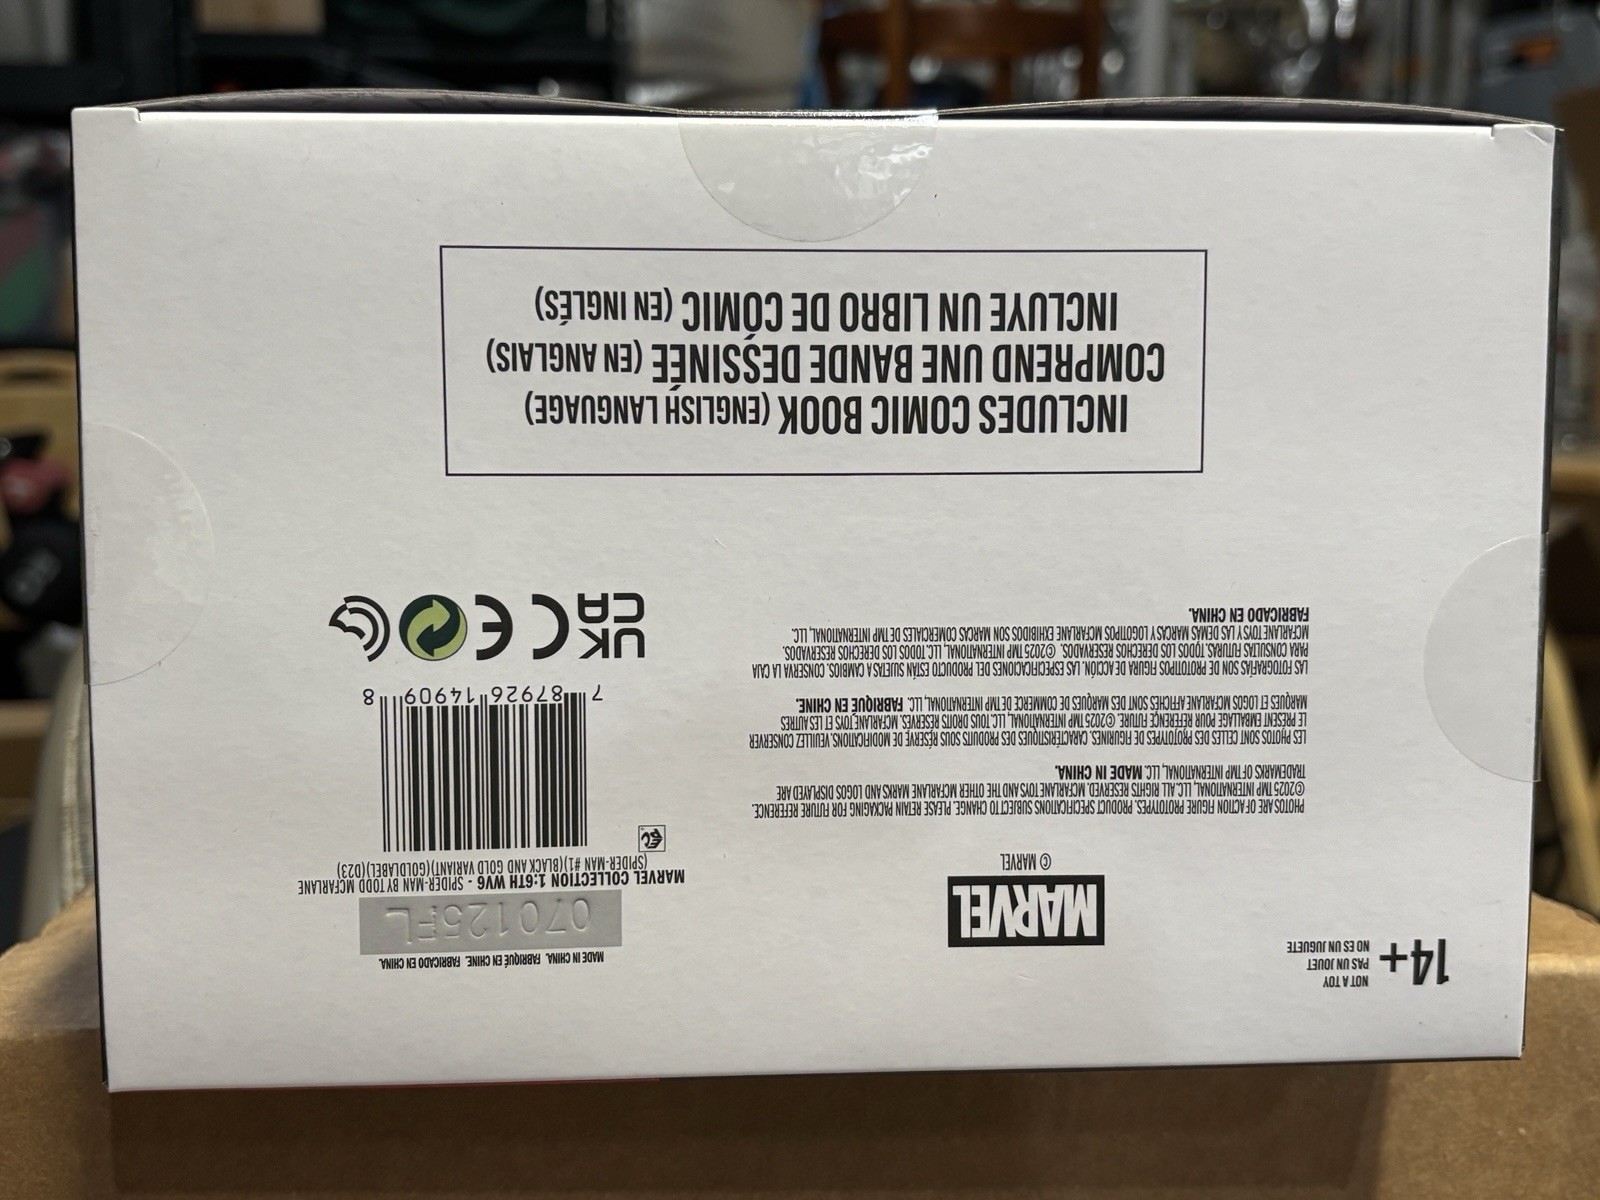 14+
NOT A TOY
PAS UN JOUET
NO ES UN JUGUETE
MARVEL
© MARVEL
PHOTOS ARE OF ACTION FIGURE PROTOTYPES. PRODUCT SPECIFICATIONS SUBJECT TO CHANGE. PLEASE RETAIN PACKAGING FOR FUTURE REFERENCE.
©2025 TMP INTERNATIONAL, LLC. ALL RIGHTS RESERVED. MCFARLANE TOYS AND THE OTHER MCFARLANE MARKS AND LOGOS DISPLAYED ARE
TRADEMARKS OF TMP INTERNATIONAL, LLC. MADE IN CHINA.
LES PHOTOS SONT CELLES DES PROTOTYPES DE FIGURINES. CARACTÉRISTIQUES DES PRODUITS SOUS RÉSERVE DE MODIFICATIONS. VEUILLEZ CONSERVER
LE PRÉSENT EMBALLAGE POUR RÉFÉRENCE FUTURE. ©2025 TMP INTERNATIONAL, LLC. TOUS DROITS RÉSERVÉS. MCFARLANE TOYS ET LES AUTRES
MARQUES ET LOGOS MCFARLANE AFFICHÉS SONT DES MARQUES DE COMMERCE DE TMP INTERNATIONAL, LLC. FABRIQUÉ EN CHINE.
LAS FOTOGRAFÍAS SON DE PROTOTIPOS FIGURA DE ACCIÓN. LAS ESPECIFICACIONES DEL PRODUCTO ESTÁN SUJETAS A CAMBIOS. CONSERVA LA CAJA
PARA CONSULTAS FUTURAS. TODOS LOS DERECHOS RESERVADOS. ©2025 TMP INTERNATIONAL, LLC. TODOS LOS DERECHOS RESERVADOS.
MCFARLANE TOYS Y LAS DEMÁS MARCAS Y LOGOTIPOS MCFARLANE EXHIBIDOS SON MARCAS COMERCIALES DE TMP INTERNATIONAL, LLC.
FABRICADO EN CHINA.
MADE IN CHINA. FABRIQUÉ EN CHINE. FABRICADO EN CHINA.
070125FL
MARVEL COLLECTION 1:6TH WV6 - SPIDER-MAN BY TODD MCFARLANE
(SPIDER-MAN #1)(BLACK AND GOLD VARIANT)(GOLD LABEL)(D23)
7 87926 14909 8
UK
CA
CE
INCLUDES COMIC BOOK (ENGLISH LANGUAGE)
COMPREND UNE BANDE DESSINÉE (EN ANGLAIS)
INCLUYE UN LIBRO DE CÓMIC (EN INGLÉS)